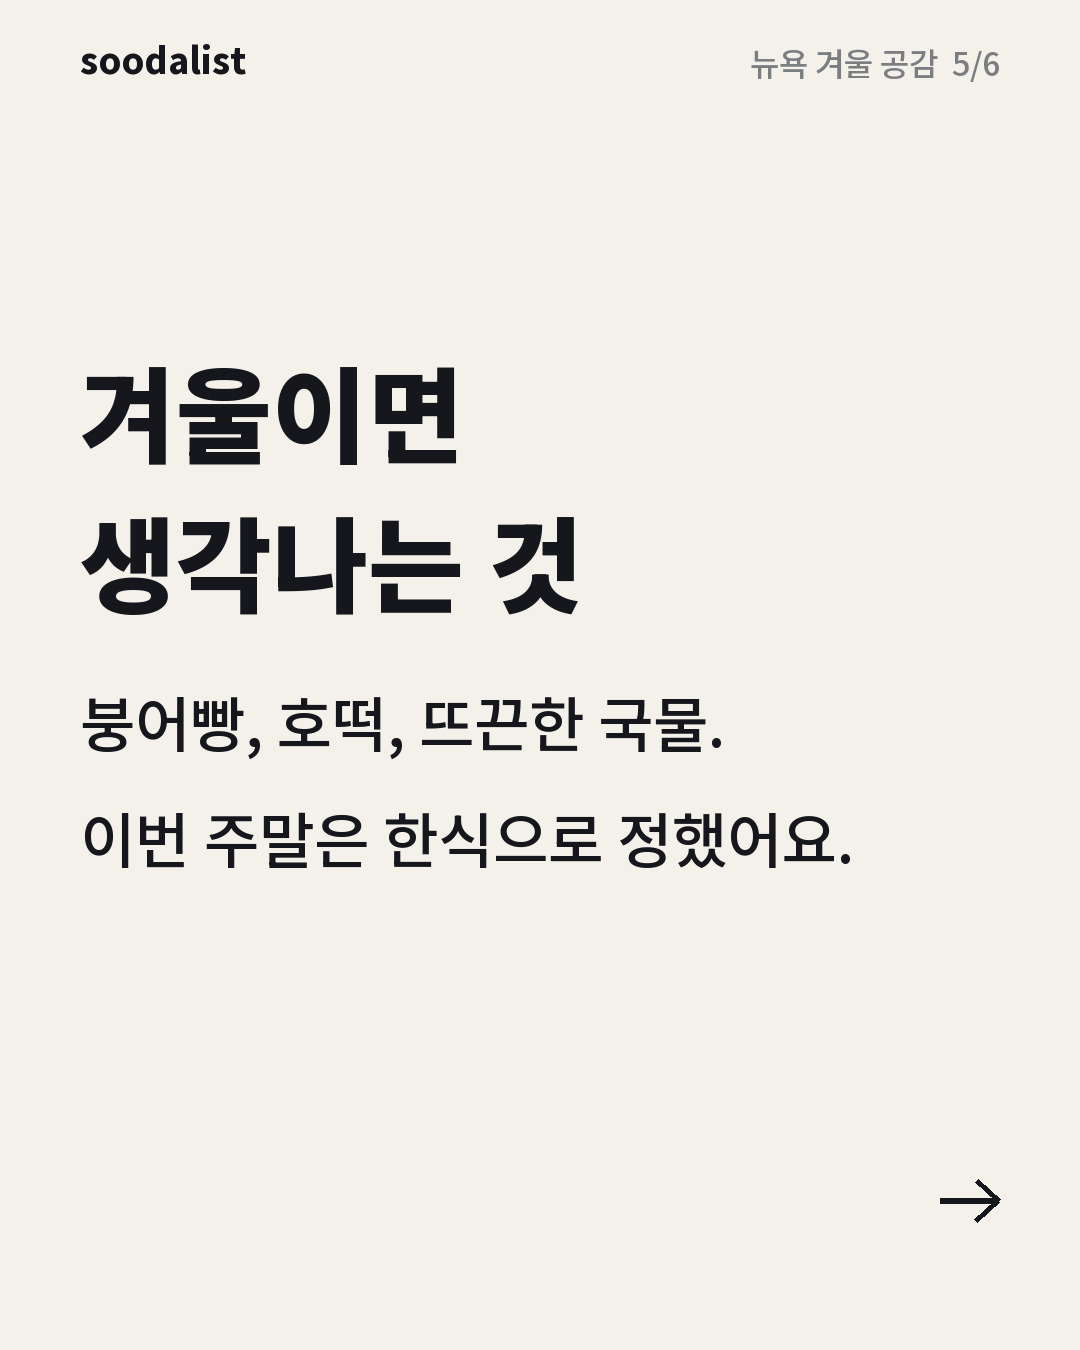 soodalist
뉴욕 겨울 공감 5/6
겨울이면
생각나는 것
붕어빵, 호떡, 뜨끈한 국물.
이번 주말은 한식으로 정했어요.